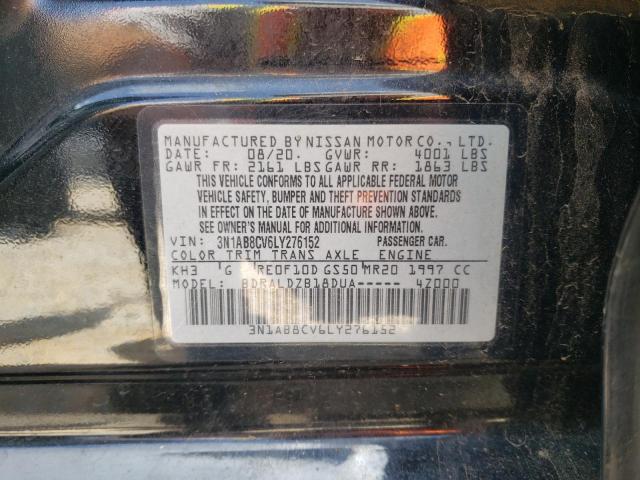 MANUFACTURED BY NISSAN MOTOR CO., LTD.
DATE: 08/20. GVWR: 4001 LBS
GAWR FR: 2161 LBS GAWR RR: 1863 LBS
THIS VEHICLE CONFORMS TO ALL APPLICABLE FEDERAL MOTOR
VEHICLE SAFETY, BUMPER AND THEFT PREVENTION STANDARDS
IN EFFECT ON THE DATE OF MANUFACTURE SHOWN ABOVE.
SEE OWNER'S MANUAL FOR ADDITIONAL INFORMATION.
VIN: 3N1AB8CV6LY276152 PASSENGER CAR.
COLOR TRIM TRANS AXLE ENGINE
KH3 G RE0F10D GS50 MR20 1997 CC
MODEL: BDRALDZB18DUA----- 4Z000
3N1AB8CV6LY276152